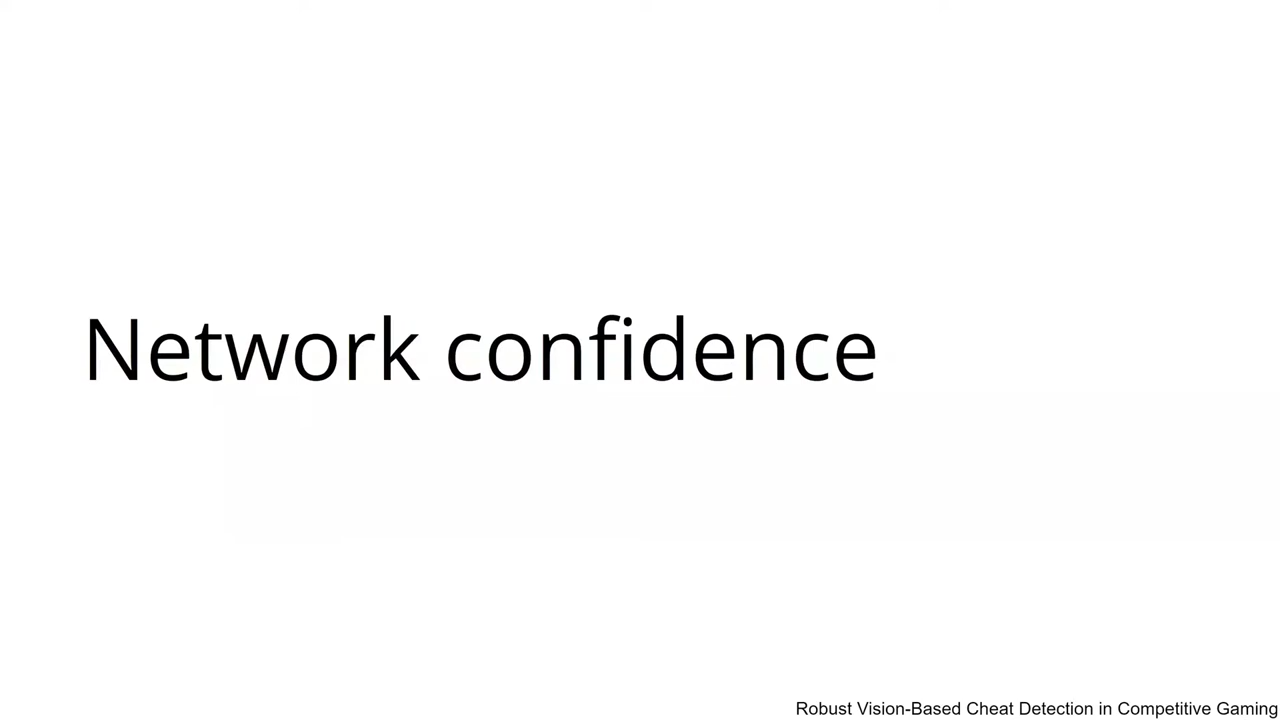 Network confidence
Robust Vision-Based Cheat Detection in Competitive Gaming